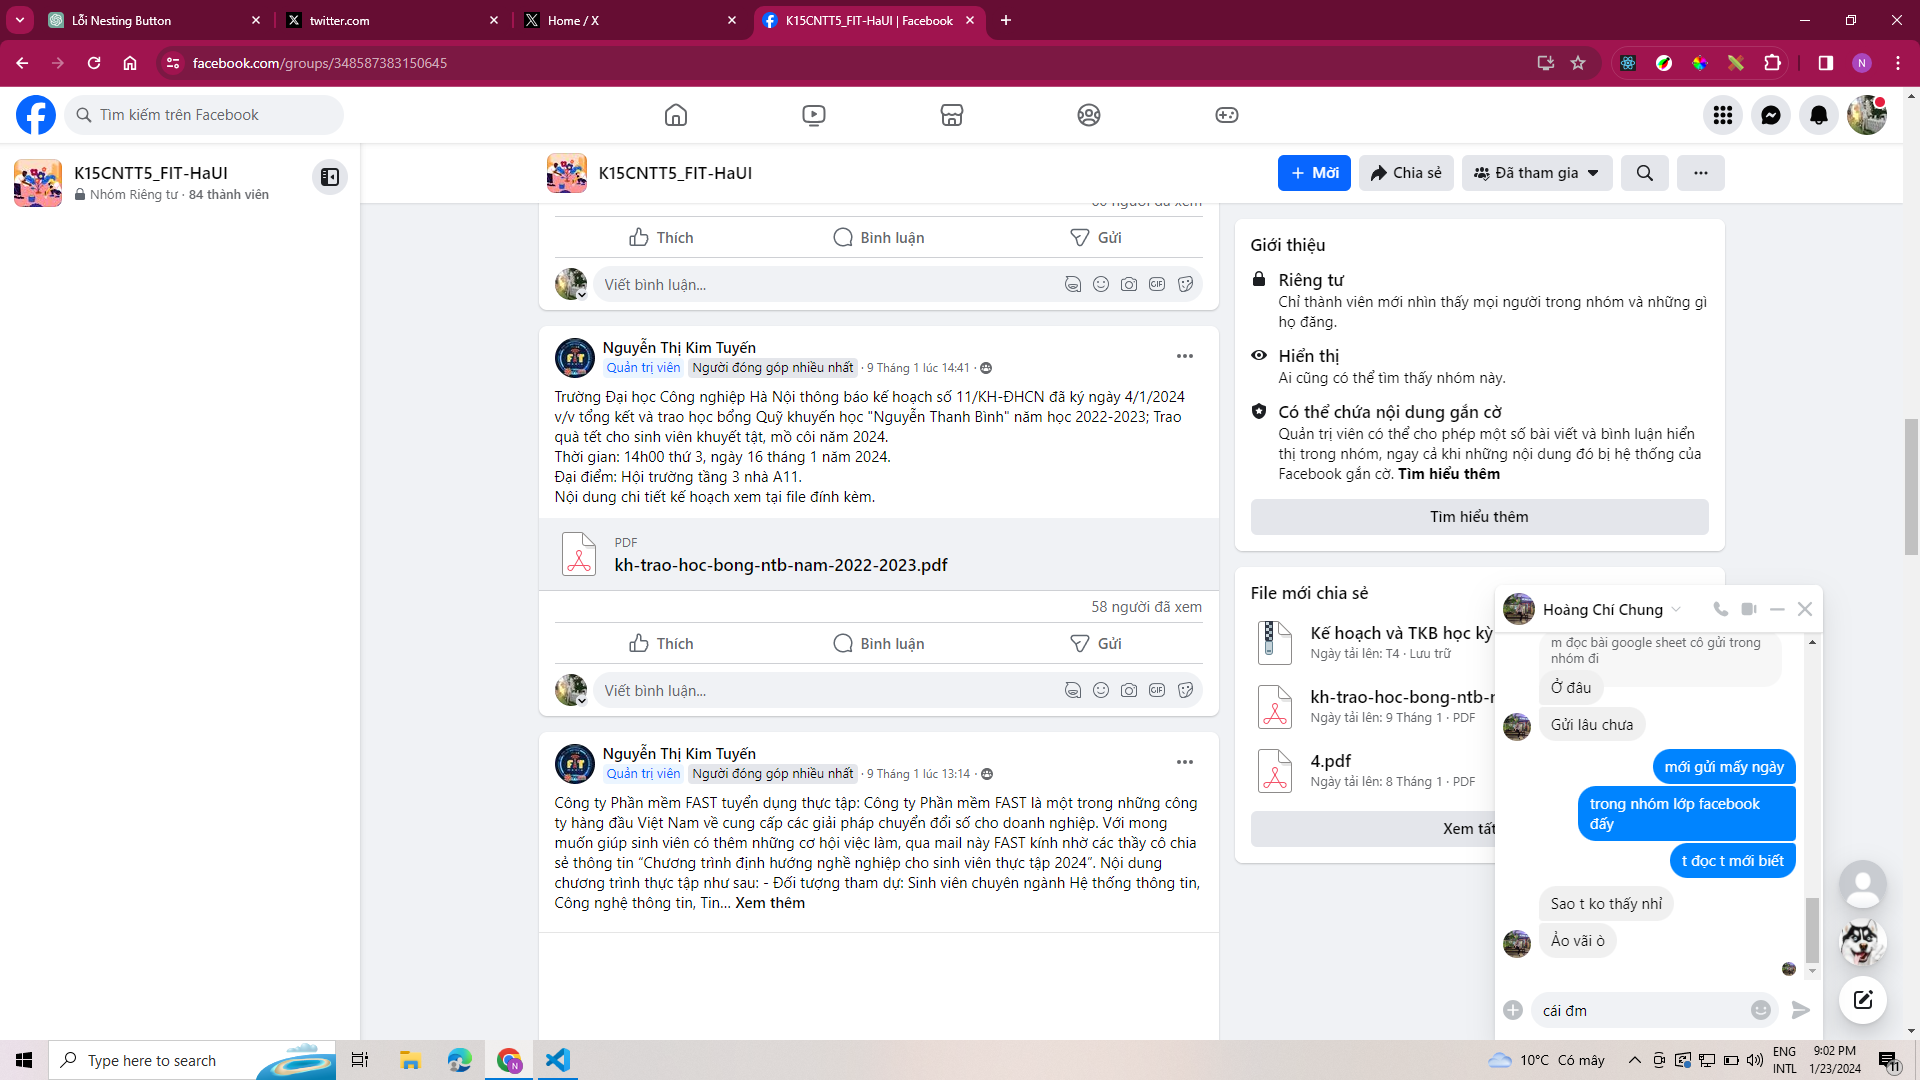 Lỗi Nesting Button
twitter.com
Home / X
K15CNTT5_FIT-HaUI | Facebook
facebook.com/groups/348587383150645
N
Tìm kiếm trên Facebook
K15CNTT5_FIT-HaUI
Nhóm Riêng tư · 84 thành viên
K15CNTT5_FIT-HaUI
+ Mời
Chia sẻ
Đã tham gia
Thích
Bình luận
Gửi
Viết bình luận...
GIF
Nguyễn Thị Kim Tuyến
Quản trị viên Người đóng góp nhiều nhất · 9 Tháng 1 lúc 14:41 ·
Trường Đại học Công nghiệp Hà Nội thông báo kế hoạch số 11/KH-ĐHCN đã ký ngày 4/1/2024
v/v tổng kết và trao học bổng Quỹ khuyến học "Nguyễn Thanh Bình" năm học 2022-2023; Trao
quà tết cho sinh viên khuyết tật, mồ côi năm 2024.
Thời gian: 14h00 thứ 3, ngày 16 tháng 1 năm 2024.
Đại điểm: Hội trường tầng 3 nhà A11.
Nội dung chi tiết kế hoạch xem tại file đính kèm.
PDF
kh-trao-hoc-bong-ntb-nam-2022-2023.pdf
58 người đã xem
Thích
Bình luận
Gửi
Viết bình luận...
GIF
Nguyễn Thị Kim Tuyến
Quản trị viên Người đóng góp nhiều nhất · 9 Tháng 1 lúc 13:14 ·
Công ty Phần mềm FAST tuyển dụng thực tập: Công ty Phần mềm FAST là một trong những công
ty hàng đầu Việt Nam về cung cấp các giải pháp chuyển đổi số cho doanh nghiệp. Với mong
muốn giúp sinh viên có thêm những cơ hội việc làm, qua mail này FAST kính nhờ các thầy cô chia
sẻ thông tin “Chương trình định hướng nghề nghiệp cho sinh viên thực tập 2024”. Nội dung
chương trình thực tập như sau: - Đối tượng tham dự: Sinh viên chuyên ngành Hệ thống thông tin,
Công nghệ thông tin, Tin... Xem thêm
Giới thiệu
Riêng tư
Chỉ thành viên mới nhìn thấy mọi người trong nhóm và những gì
họ đăng.
Hiển thị
Ai cũng có thể tìm thấy nhóm này.
Có thể chứa nội dung gắn cờ
Quản trị viên có thể cho phép một số bài viết và bình luận hiển
thị trong nhóm, ngay cả khi những nội dung đó bị hệ thống của
Facebook gắn cờ. Tìm hiểu thêm
Tìm hiểu thêm
File mới chia sẻ
Kế hoạch và TKB học kỳ
Ngày tải lên: T4 · Lưu trữ
kh-trao-hoc-bong-ntb-n
Ngày tải lên: 9 Tháng 1 · PDF
4.pdf
Ngày tải lên: 8 Tháng 1 · PDF
Xem tất
Hoàng Chí Chung
m đọc bài google sheet cô gửi trong
nhóm đi
Ở đâu
Gửi lâu chưa
mới gửi mấy ngày
trong nhóm lớp facebook
đấy
t đọc t mới biết
Sao t ko thấy nhỉ
Ảo vãi ò
cái đm
Type here to search
10°C Có mây
ENG
INTL
9:02 PM
1/23/2024
11